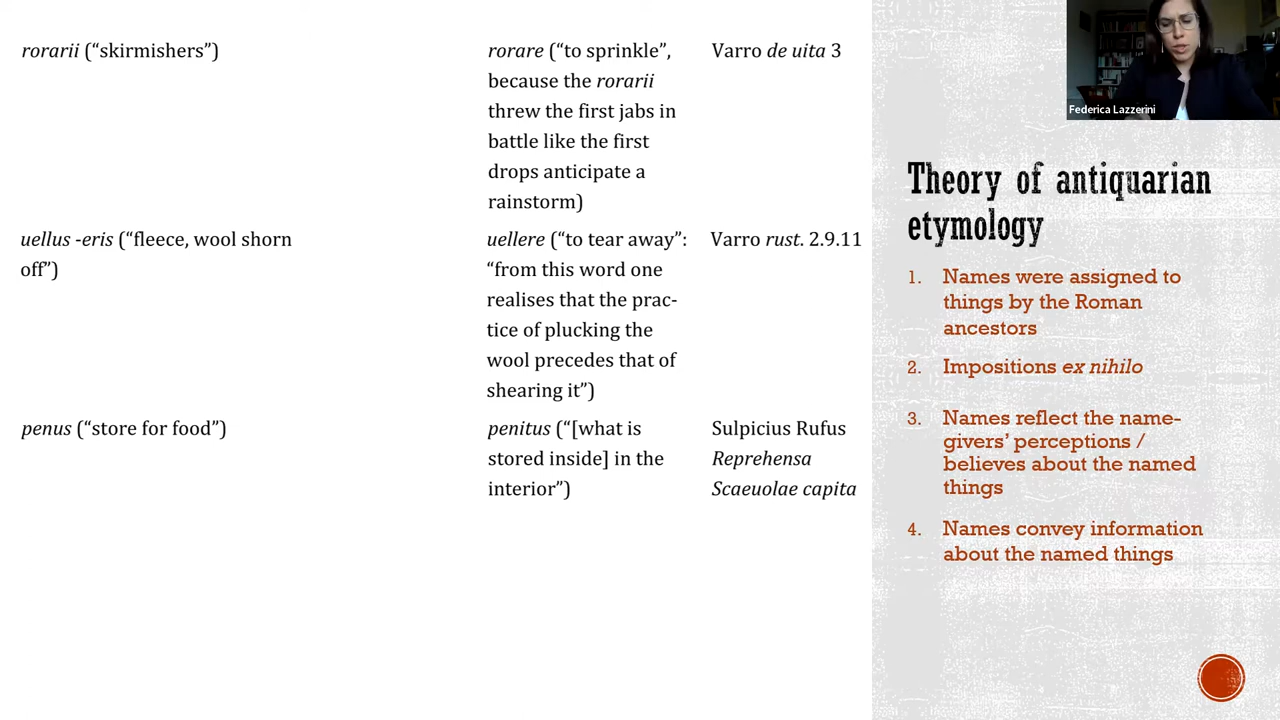 rorarii (“skirmishers”)
rorare (“to sprinkle”,
because the rorarii
threw the first jabs in
battle like the first
drops anticipate a
rainstorm)
Varro de uita 3
uellus -eris (“fleece, wool shorn
off”)
uellere (“to tear away”:
“from this word one
realises that the prac-
tice of plucking the
wool precedes that of
shearing it”)
Varro rust. 2.9.11
penus (“store for food”)
penitus (“[what is
stored inside] in the
interior”)
Sulpicius Rufus
Reprehensa
Scaeuolae capita
Federica Lazzerini
Theory of antiquarian
etymology
1. Names were assigned to
things by the Roman
ancestors
2. Impositions ex nihilo
3. Names reflect the name-
givers’ perceptions /
believes about the named
things
4. Names convey information
about the named things